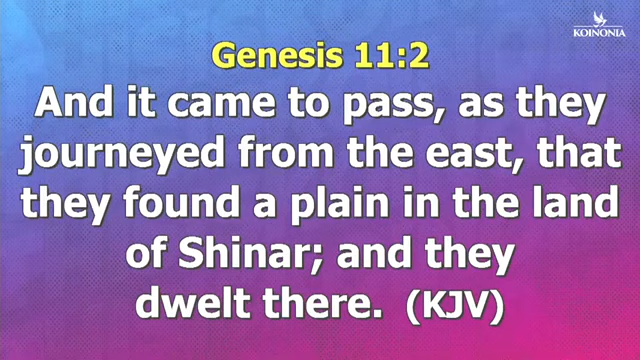 KOINONIA
Genesis 11:2
And it came to pass, as they
journeyed from the east, that
they found a plain in the land
of Shinar; and they
dwelt there. (KJV)